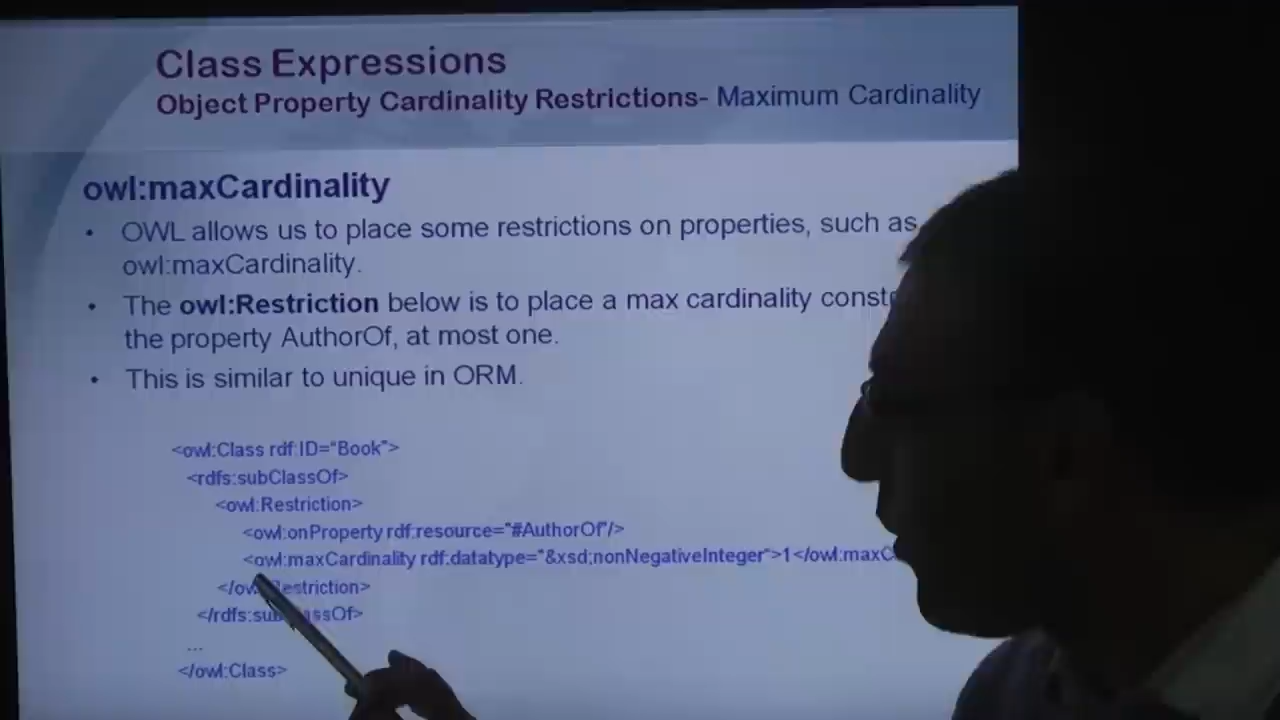 Class Expressions
Object Property Cardinality Restrictions- Maximum Cardinality
owl:maxCardinality
• OWL allows us to place some restrictions on properties, such as
owl:maxCardinality.
• The owl:Restriction below is to place a max cardinality
the property AuthorOf, at most one.
• This is similar to unique in ORM.
<owl:Class rdf:ID="Book">
<rdfs:subClassOf>
<owl:Restriction>
<owl:onProperty rdf:resource="#AuthorOf"/>
<owl:maxCardinality rdf:datatype="&xsd;nonNegativeInteger">1</owl:maxC
</owl:Restriction>
</rdfs:subClassOf>
...
</owl:Class>